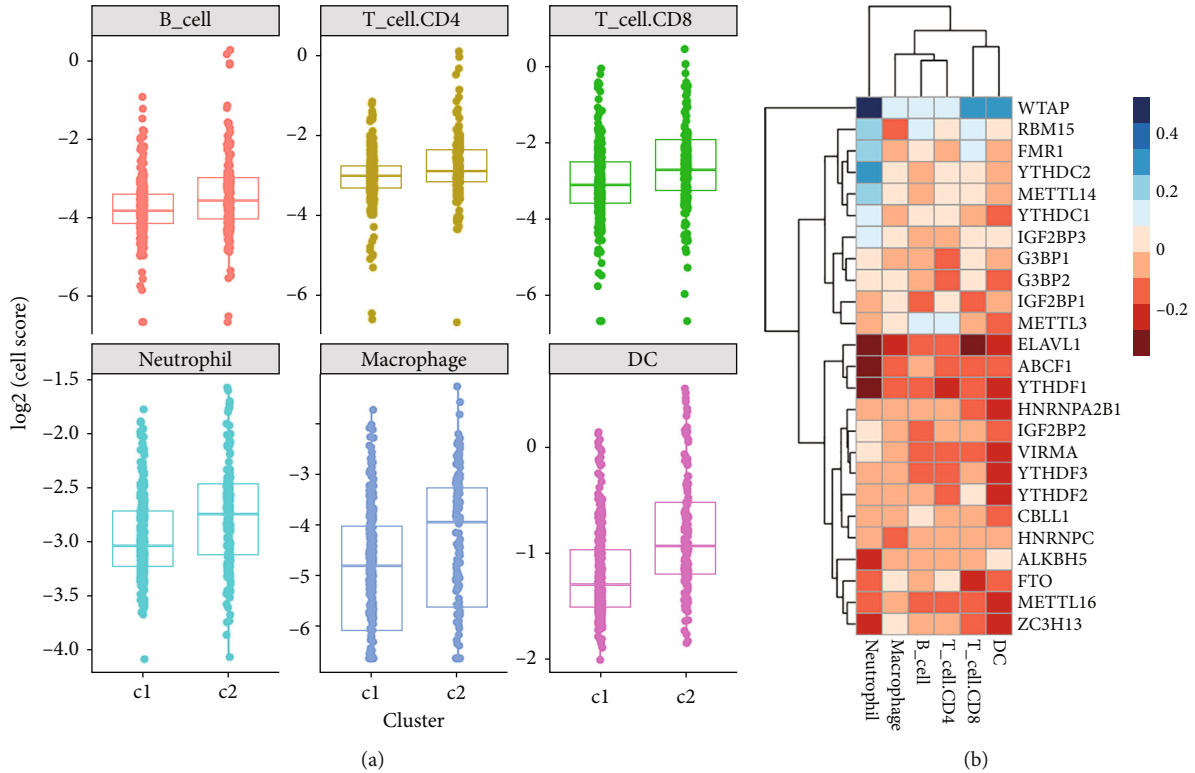 B_cell
T_cell.CD4
T_cell.CD8
0
−2
−4
−6
0
−2
−4
−6
0
−2
−4
−6
log2 (cell score)
Neutrophil
Macrophage
DC
−1.5
−2.0
−2.5
−3.0
−3.5
−4.0
−3
−4
−5
−6
0
−1
−2
c1
c2
c1
c2
c1
c2
Cluster
(a)
WTAP
RBM15
FMR1
YTHDC2
METTL14
YTHDC1
IGF2BP3
G3BP1
G3BP2
IGF2BP1
METTL3
ELAVL1
ABCF1
YTHDF1
HNRNPA2B1
IGF2BP2
VIRMA
YTHDF3
YTHDF2
CBLL1
HNRNPC
ALKBH5
FTO
METTL16
ZC3H13
Neutrophil
Macrophage
B_cell
T_cell.CD4
T_cell.CD8
DC
0.4
0.2
0
−0.2
(b)